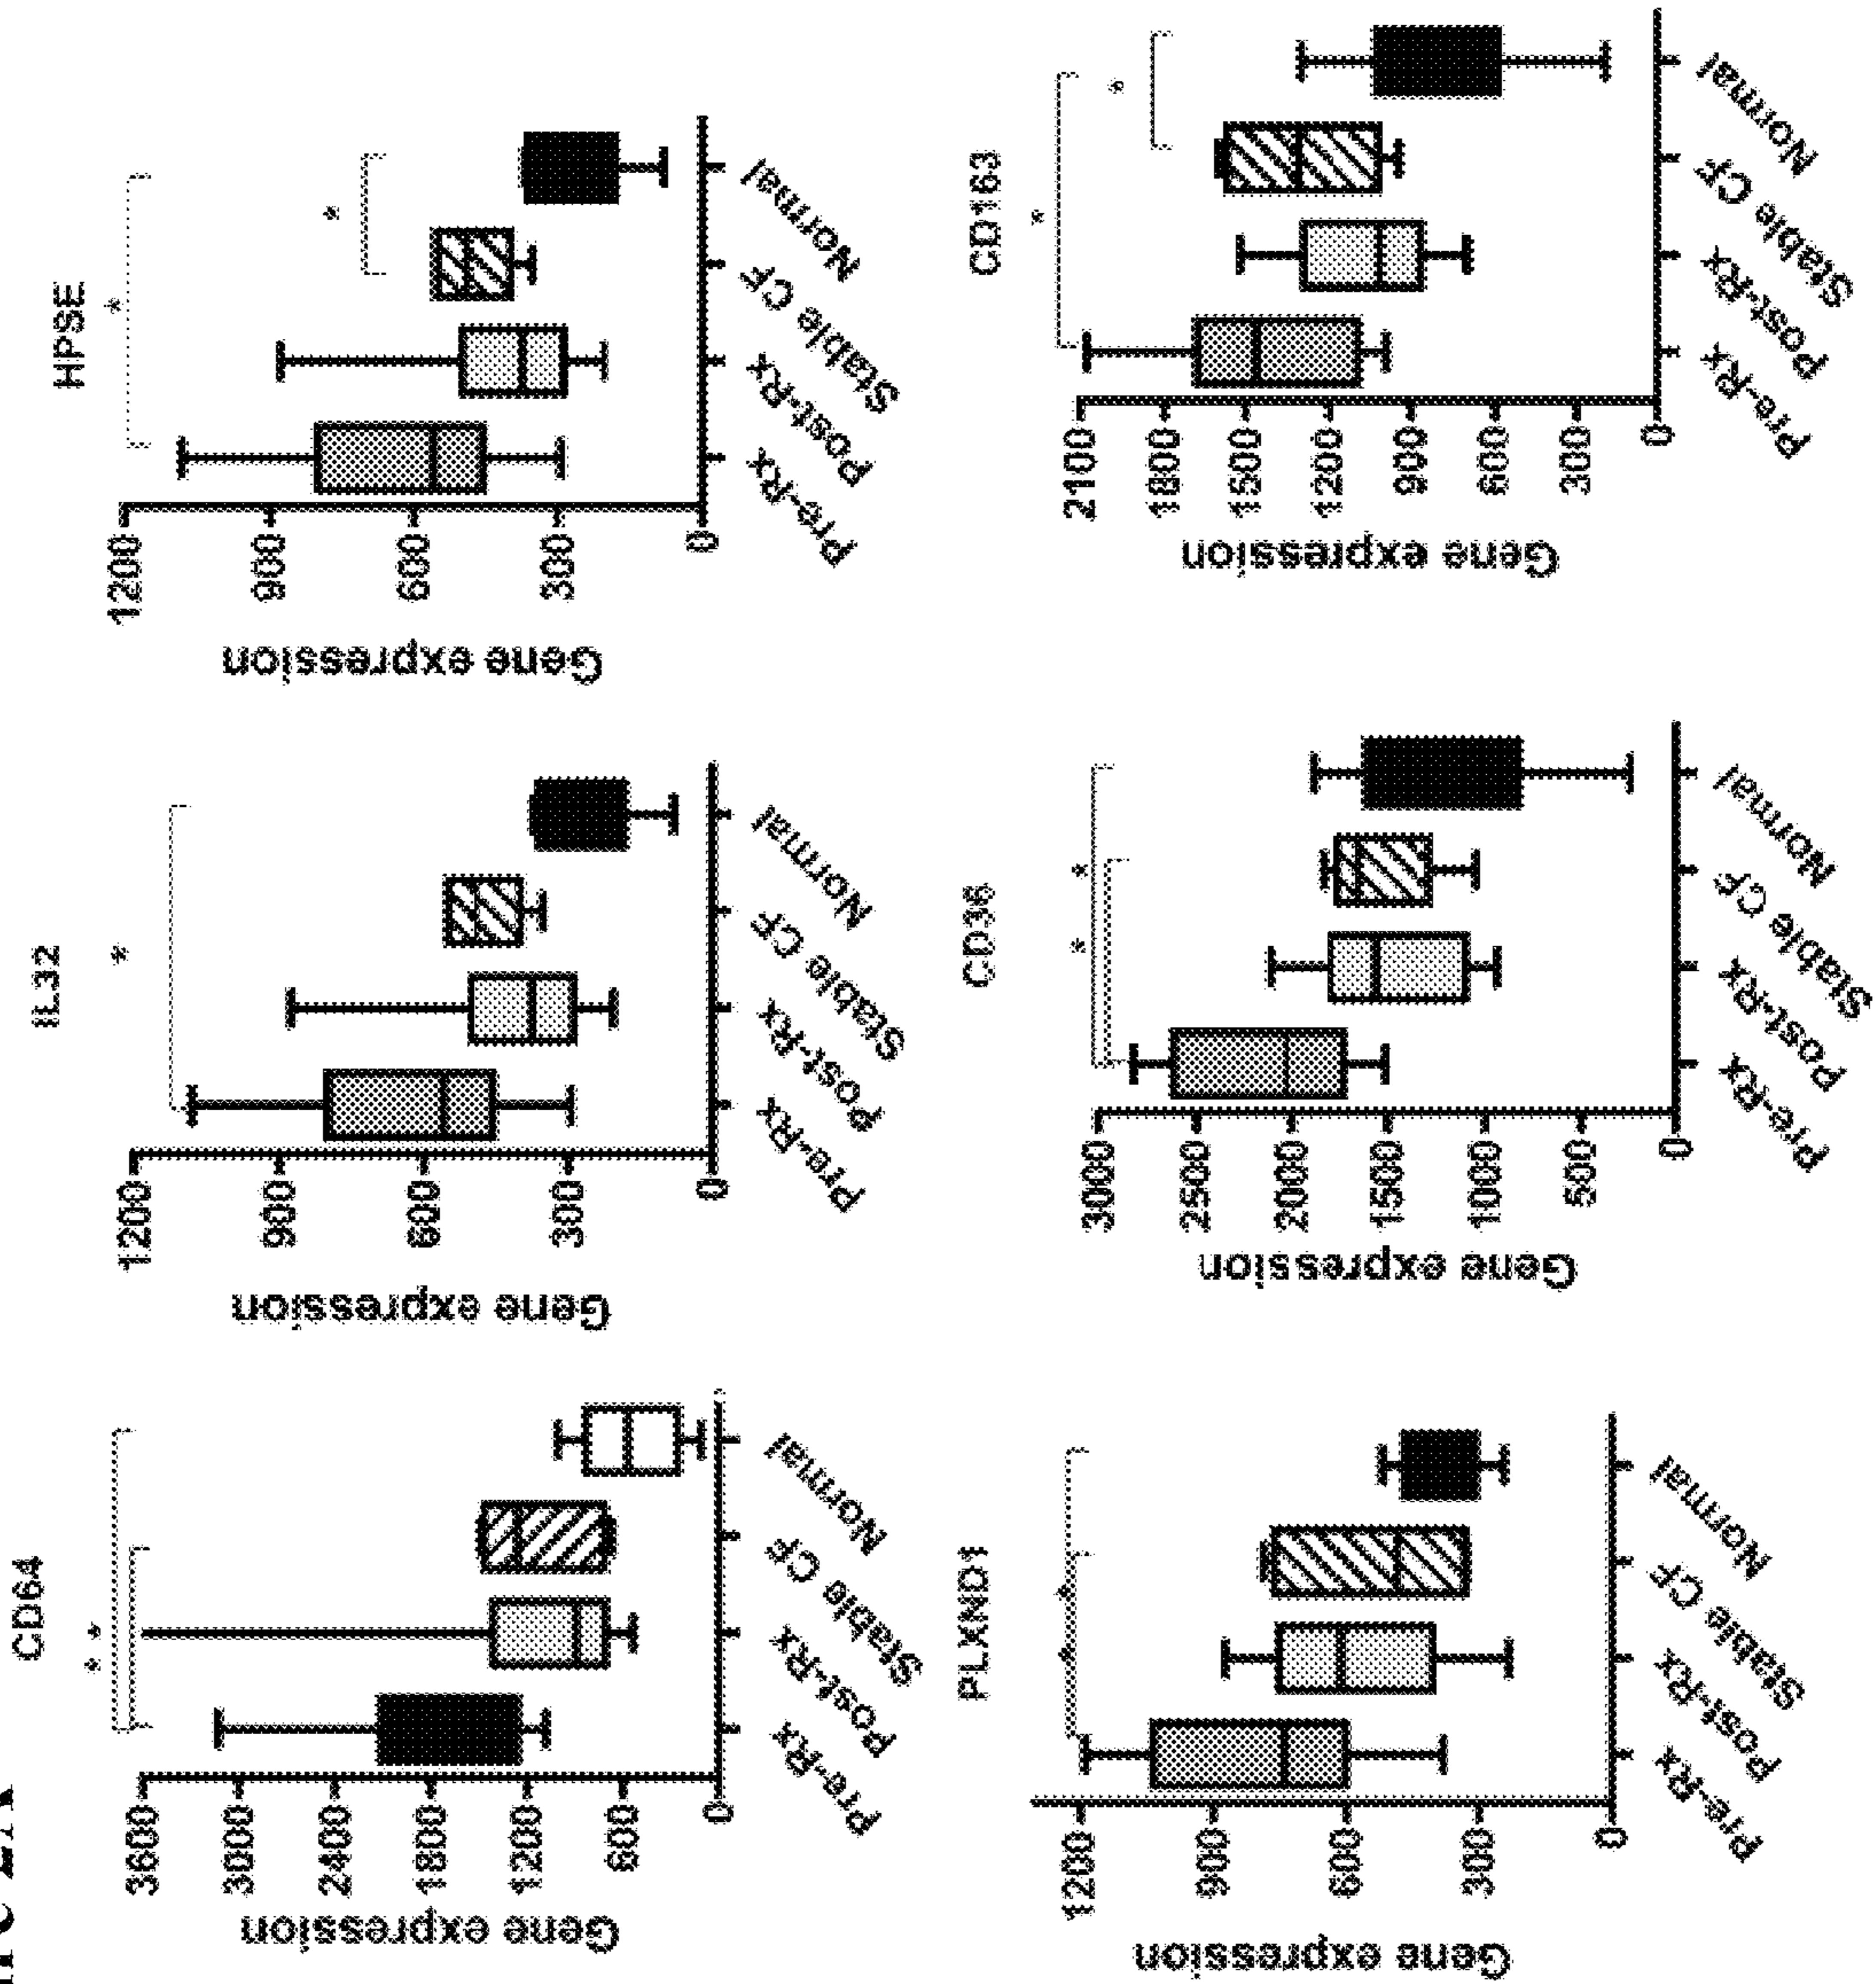 CD64
Gene expression
3600
3000
2400
1800
1200
600
0
Pre-Rx
Post-Rx
Stable CF
Normal
* *
IL32
Gene expression
1200
900
600
300
0
Pre-Rx
Post-Rx
Stable CF
Normal
*
HPSE
Gene expression
1200
900
600
300
0
Pre-Rx
Post-Rx
Stable CF
Normal
*
*
PLXND1
Gene expression
1200
900
600
300
0
Pre-Rx
Post-Rx
Stable CF
Normal
* *
CD36
Gene expression
3000
2500
2000
1500
1000
500
0
Pre-Rx
Post-Rx
Stable CF
Normal
* *
CD163
Gene expression
2100
1800
1500
1200
900
600
300
0
Pre-Rx
Post-Rx
Stable CF
Normal
*
*